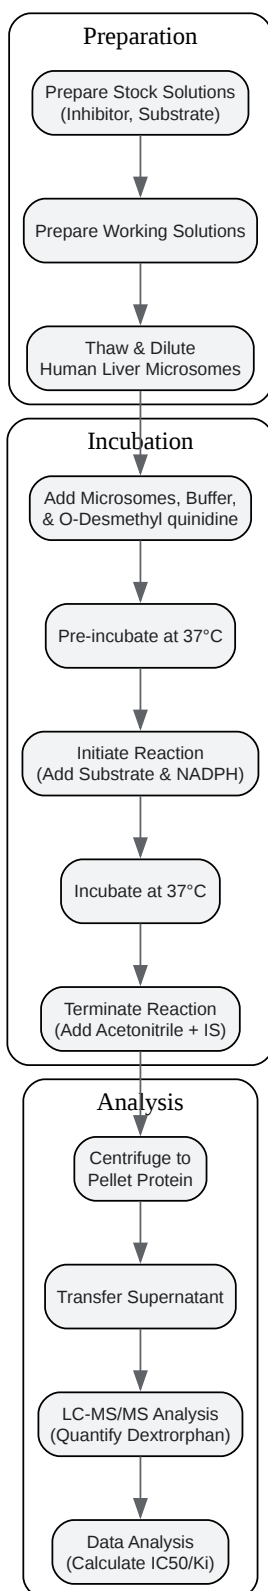 Preparation
Prepare Stock Solutions
(Inhibitor, Substrate)
Prepare Working Solutions
Thaw & Dilute
Human Liver Microsomes
Incubation
Add Microsomes, Buffer,
& O-Desmethyl quinidine
Pre-incubate at 37°C
Initiate Reaction
(Add Substrate & NADPH)
Incubate at 37°C
Terminate Reaction
(Add Acetonitrile + IS)
Analysis
Centrifuge to
Pellet Protein
Transfer Supernatant
LC-MS/MS Analysis
(Quantify Dextrorphan)
Data Analysis
(Calculate IC50/Ki)